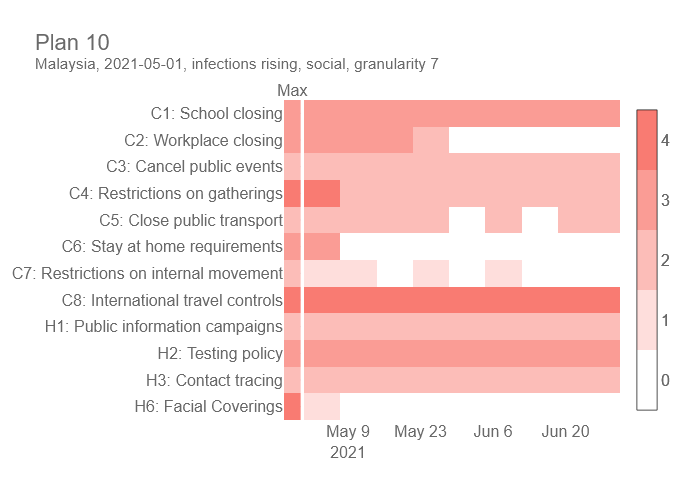 Plan 10
Malaysia, 2021-05-01, infections rising, social, granularity 7
Max
C1: School closing
C2: Workplace closing
C3: Cancel public events
C4: Restrictions on gatherings
C5: Close public transport
C6: Stay at home requirements
C7: Restrictions on internal movement
C8: International travel controls
H1: Public information campaigns
H2: Testing policy
H3: Contact tracing
H6: Facial Coverings
May 9 May 23 Jun 6 Jun 20
2021
4
3
2
1
0